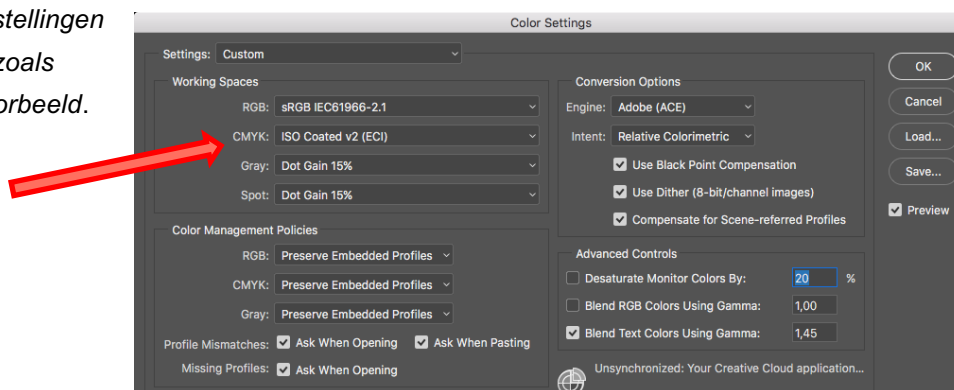 stellingen
zoals
orbeeld.
Color Settings
Settings: Custom
Working Spaces
RGB: sRGB IEC61966-2.1
CMYK: ISO Coated v2 (ECI)
Gray: Dot Gain 15%
Spot: Dot Gain 15%
Color Management Policies
RGB: Preserve Embedded Profiles
CMYK: Preserve Embedded Profiles
Gray: Preserve Embedded Profiles
Profile Mismatches: Ask When Opening Ask When Pasting
Missing Profiles: Ask When Opening
Conversion Options
Engine: Adobe (ACE)
Intent: Relative Colorimetric
Use Black Point Compensation
Use Dither (8-bit/channel images)
Compensate for Scene-referred Profiles
Advanced Controls
Desaturate Monitor Colors By: 20 %
Blend RGB Colors Using Gamma: 1,00
Blend Text Colors Using Gamma: 1,45
Unsynchronized: Your Creative Cloud application...
OK
Cancel
Load...
Save...
Preview